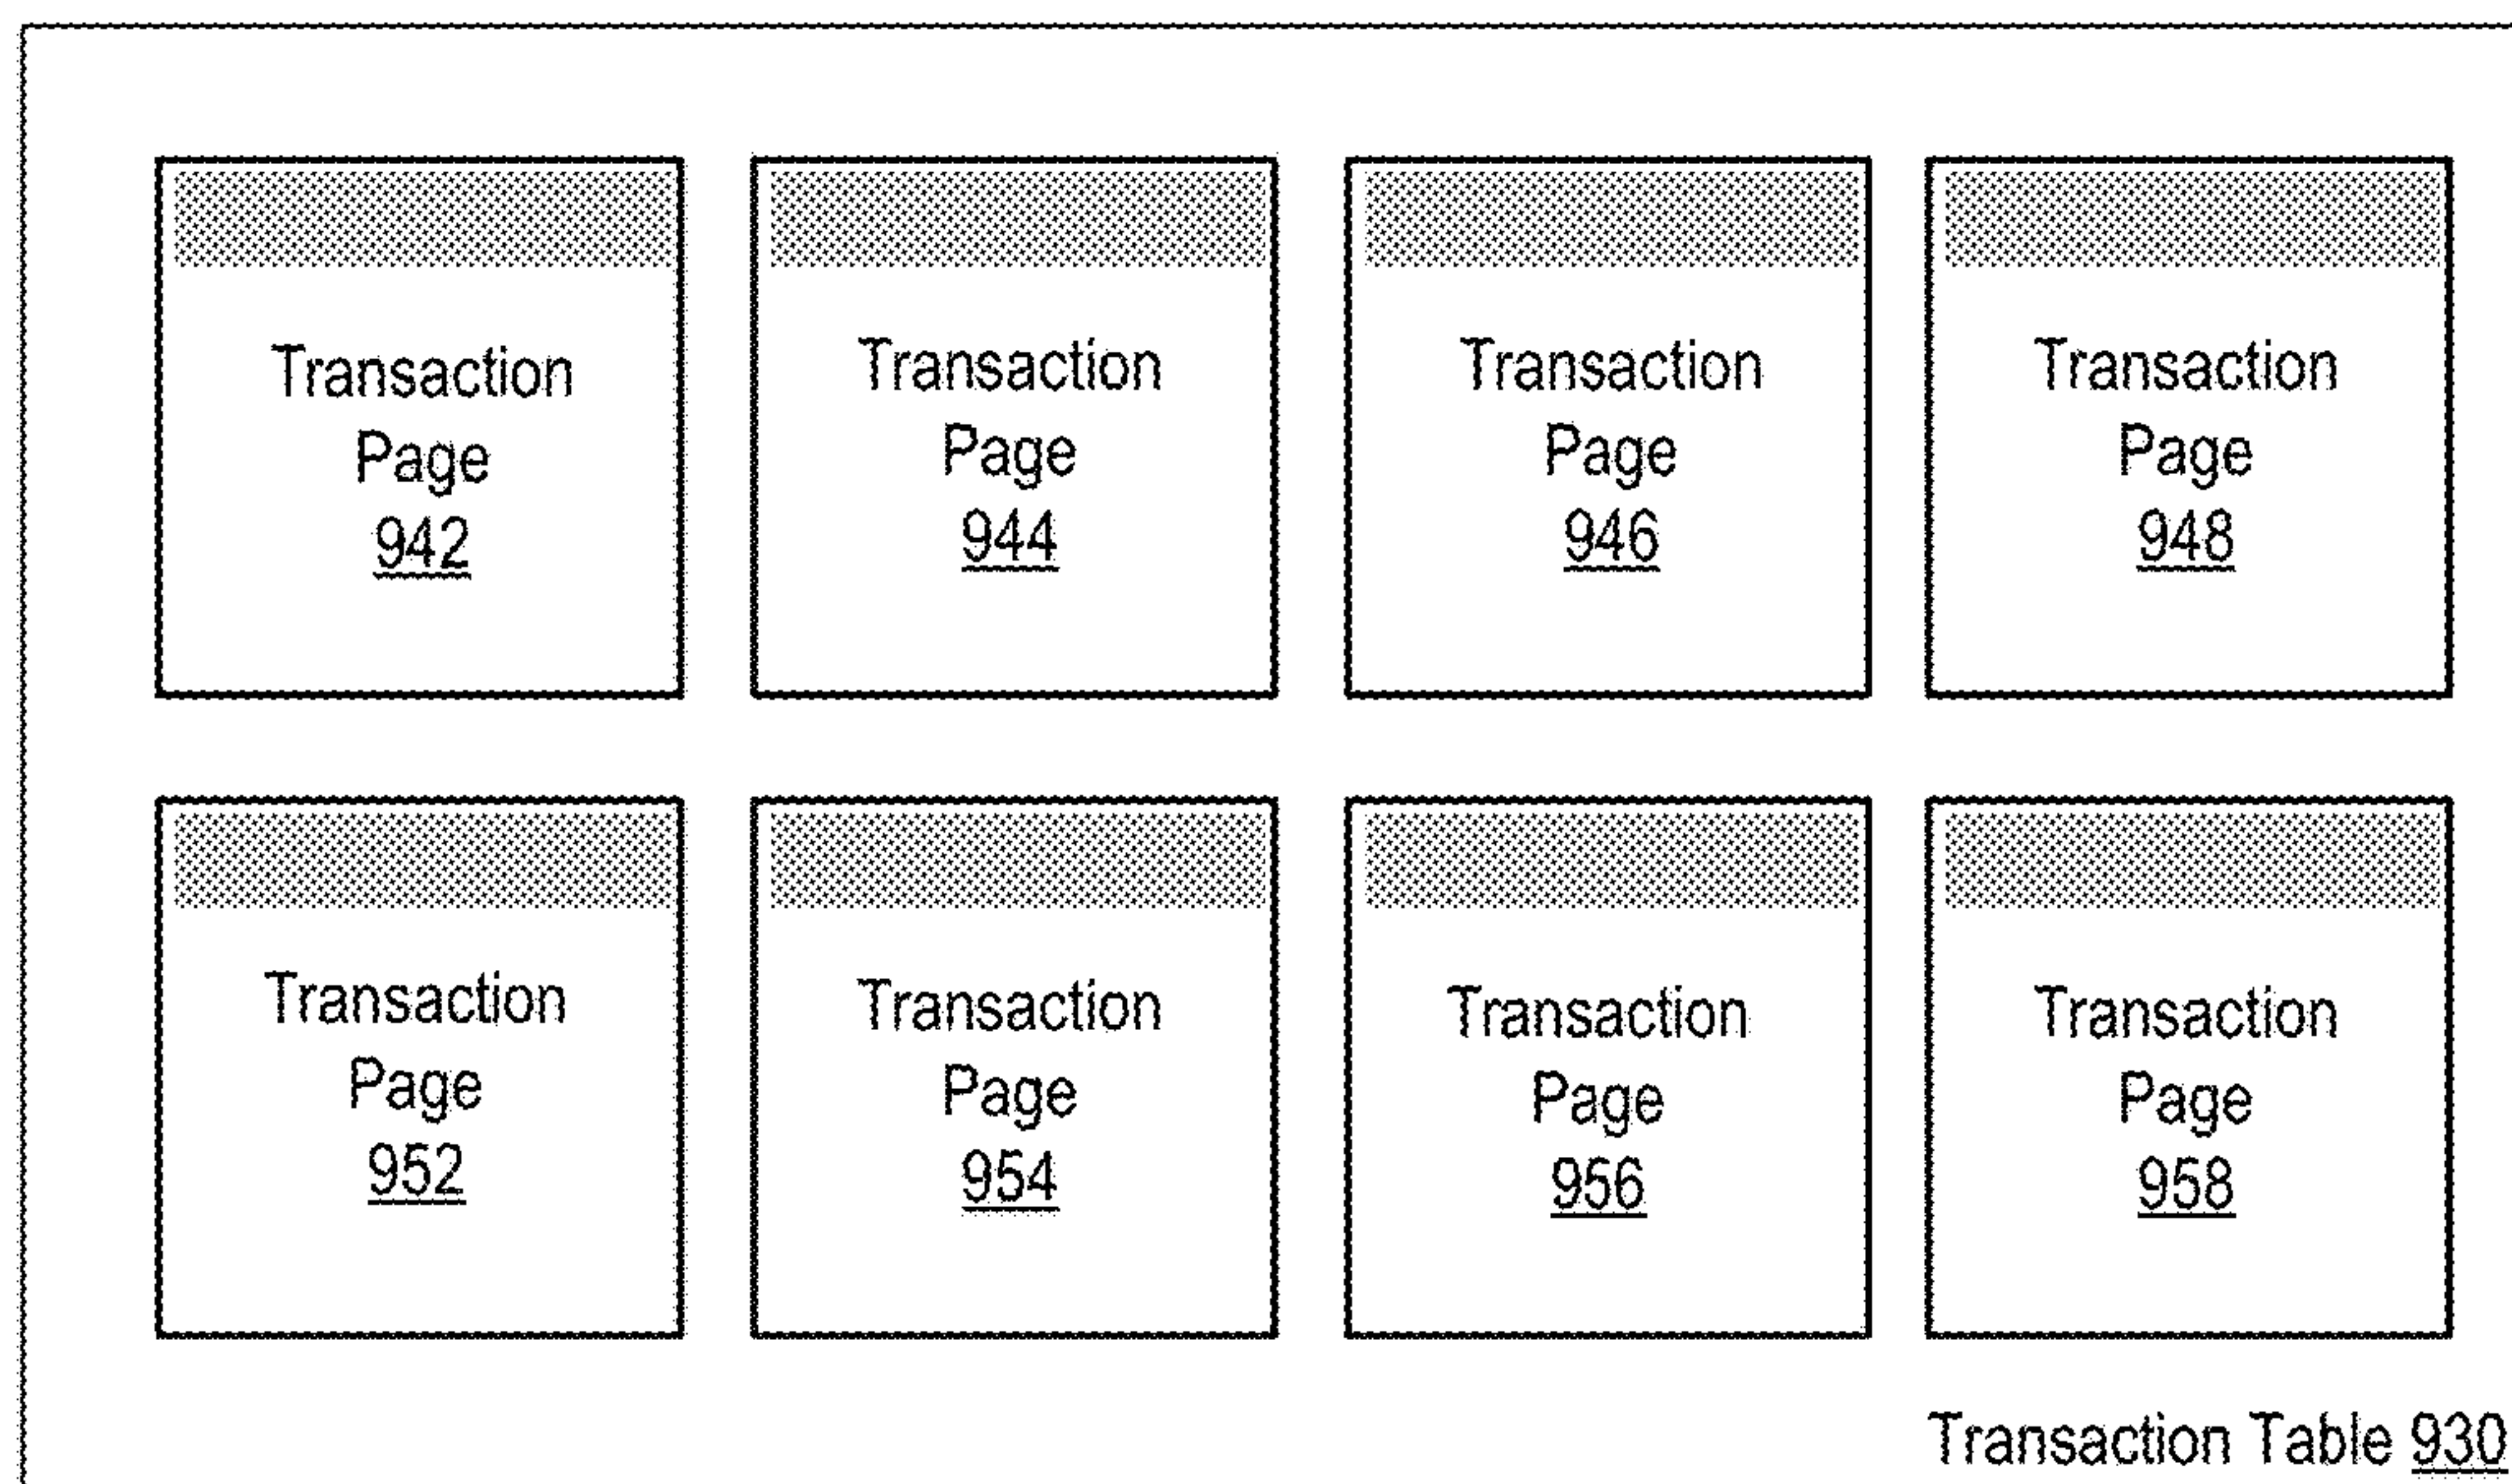 Transaction
Page
942
Transaction
Page
944
Transaction
Page
946
Transaction
Page
948
Transaction
Page
952
Transaction
Page
954
Transaction
Page
956
Transaction
Page
958
Transaction Table 930